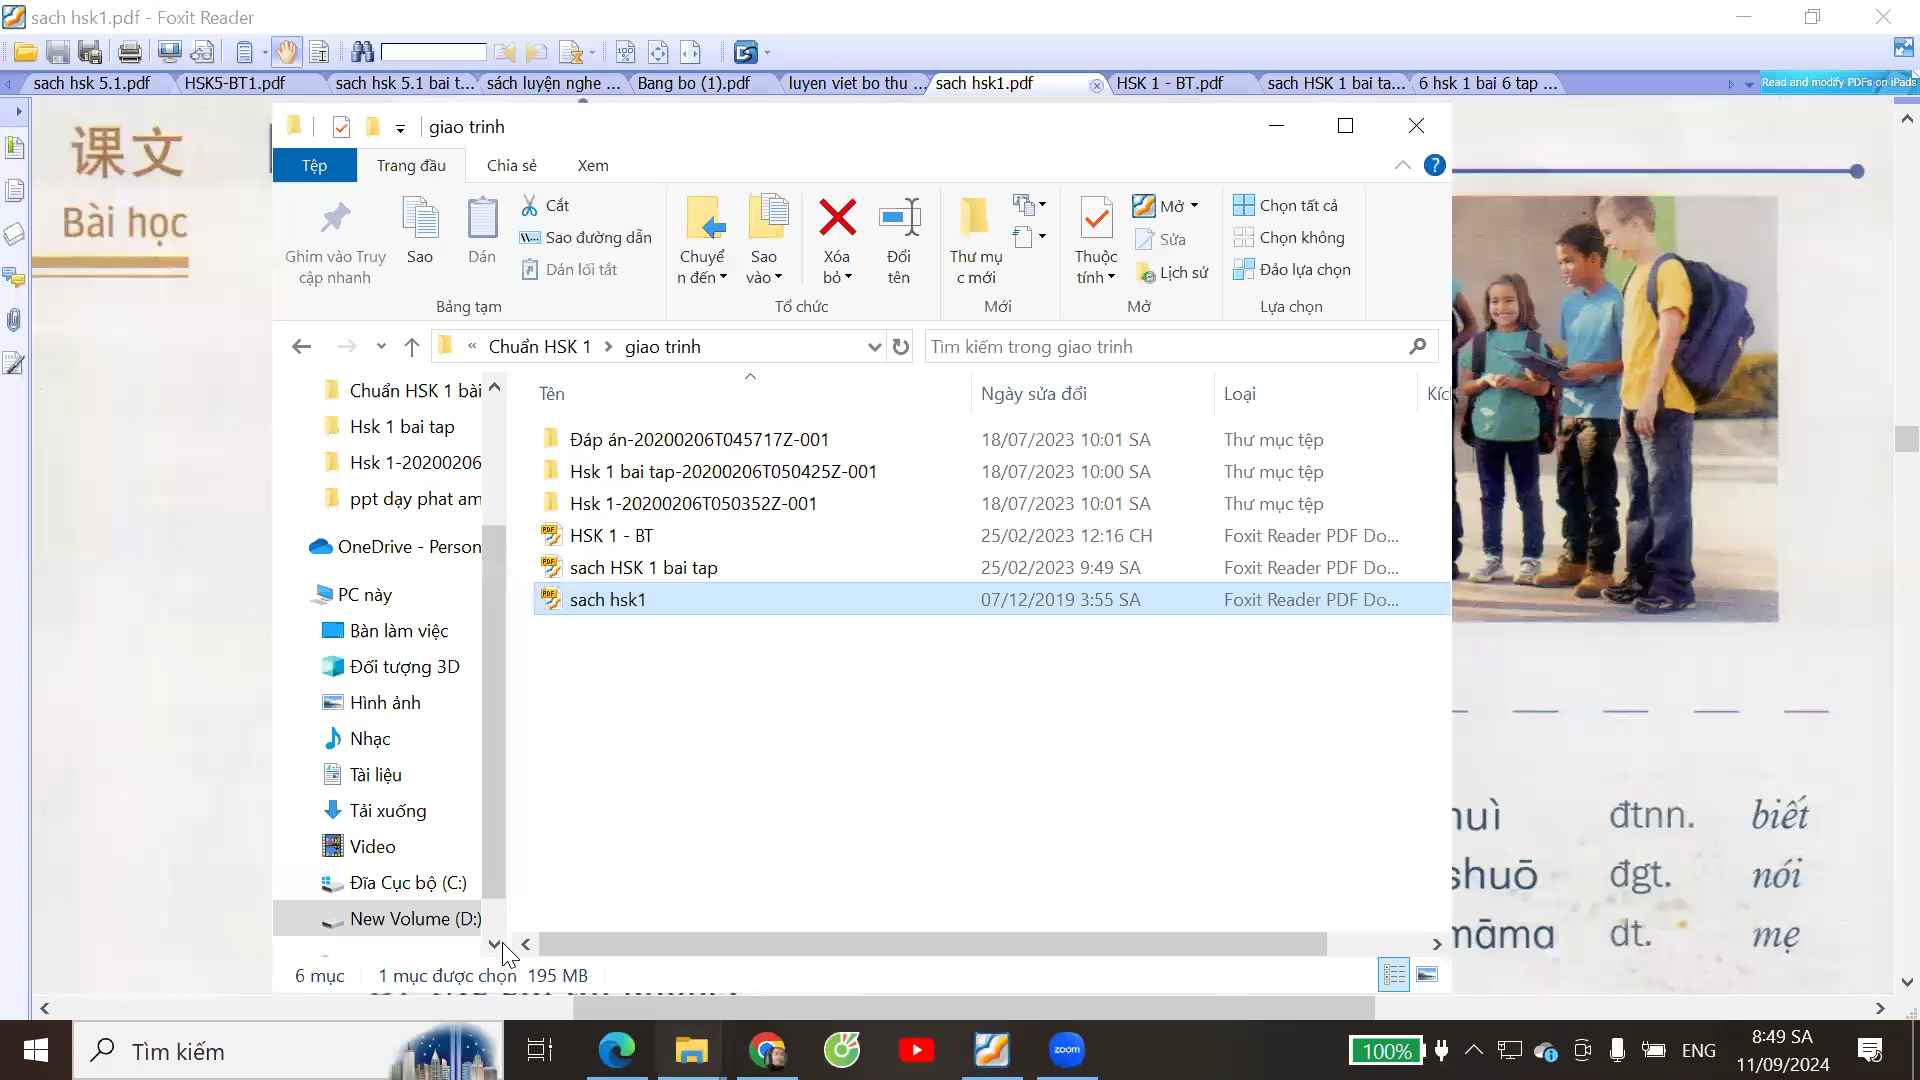 sach hsk1.pdf - Foxit Reader
sach hsk 5.1.pdf
HSK5-BT1.pdf
sach hsk 5.1 bai t...
sách luyện nghe ...
Bang bo (1).pdf
luyen viet bo thu ...
sach hsk1.pdf
HSK 1 - BT.pdf
sach HSK 1 bai ta...
6 hsk 1 bai 6 tap ...
Read and modify PDFs on iPads
课文
Bài học
giao trinh
Tệp
Trang đầu
Chia sẻ
Xem
Ghim vào Truy
cập nhanh
Sao
Dán
Cắt
Sao đường dẫn
Dán lối tắt
Bảng tạm
Chuyể
n đến
Sao
vào
Xóa
bỏ
Đổi
tên
Tổ chức
Thư mụ
c mới
Mới
Thuộc
tính
Mở
Sửa
Lịch sử
Mở
Chọn tất cả
Chọn không
Đảo lựa chọn
Lựa chọn
« Chuẩn HSK 1 > giao trinh
Tìm kiếm trong giao trinh
Chuẩn HSK 1 bài
Hsk 1 bai tap
Hsk 1-20200206
ppt dạy phat am
OneDrive - Person
PC này
Bàn làm việc
Đối tượng 3D
Hình ảnh
Nhạc
Tài liệu
Tải xuống
Video
Đĩa Cục bộ (C:)
New Volume (D:)
Tên Ngày sửa đổi Loại Kíc
Đáp án-20200206T045717Z-001 18/07/2023 10:01 SA Thư mục tệp
Hsk 1 bai tap-20200206T050425Z-001 18/07/2023 10:00 SA Thư mục tệp
Hsk 1-20200206T050352Z-001 18/07/2023 10:01 SA Thư mục tệp
HSK 1 - BT 25/02/2023 12:16 CH Foxit Reader PDF Do...
sach HSK 1 bai tap 25/02/2023 9:49 SA Foxit Reader PDF Do...
sach hsk1 07/12/2019 3:55 SA Foxit Reader PDF Do...
6 mục 1 mục được chọn 195 MB
huì đtnn. biết
shuō đgt. nói
māma dt. mẹ
Tìm kiếm
zoom
100%
ENG
8:49 SA
11/09/2024